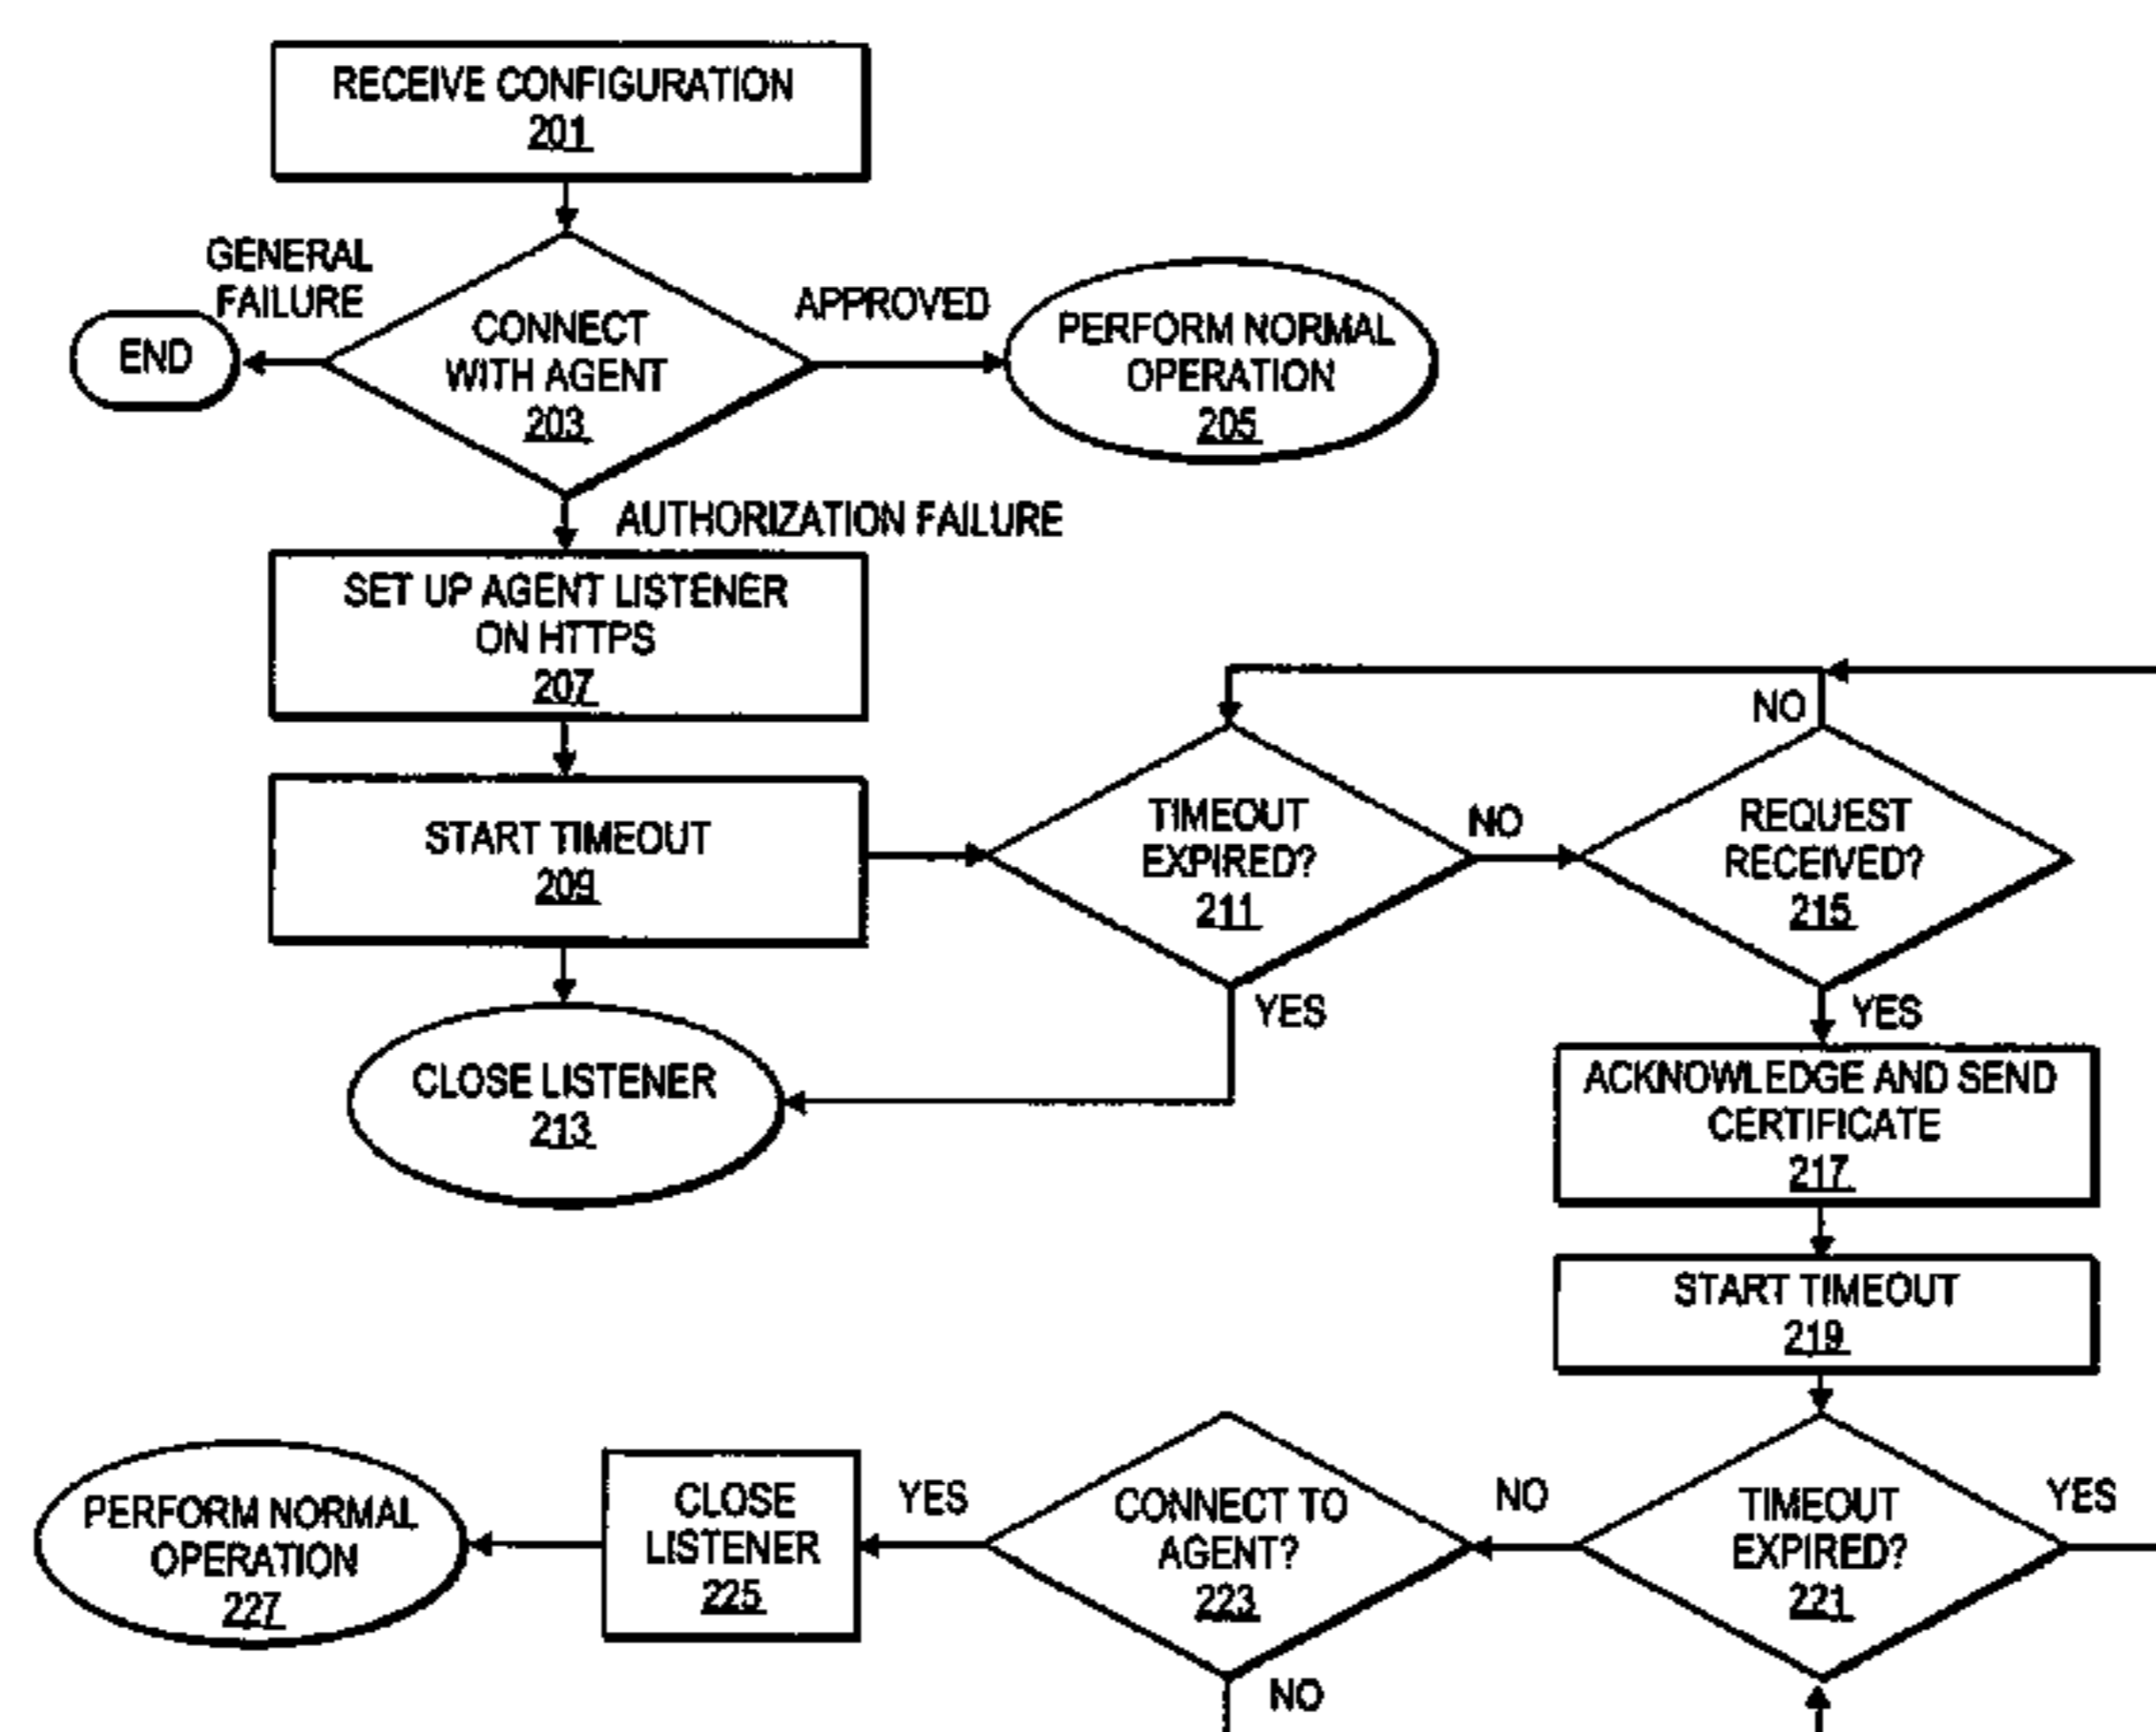 RECEIVE CONFIGURATION
201
GENERAL
FAILURE
END
CONNECT
WITH AGENT
203
APPROVED
PERFORM NORMAL
OPERATION
205
AUTHORIZATION FAILURE
SET UP AGENT LISTENER
ON HTTPS
207
START TIMEOUT
209
TIMEOUT
EXPIRED?
211
NO
REQUEST
RECEIVED?
215
NO
YES
YES
CLOSE LISTENER
213
ACKNOWLEDGE AND SEND
CERTIFICATE
217
START TIMEOUT
219
TIMEOUT
EXPIRED?
221
YES
NO
CONNECT TO
AGENT?
223
NO
YES
CLOSE
LISTENER
225
PERFORM NORMAL
OPERATION
227